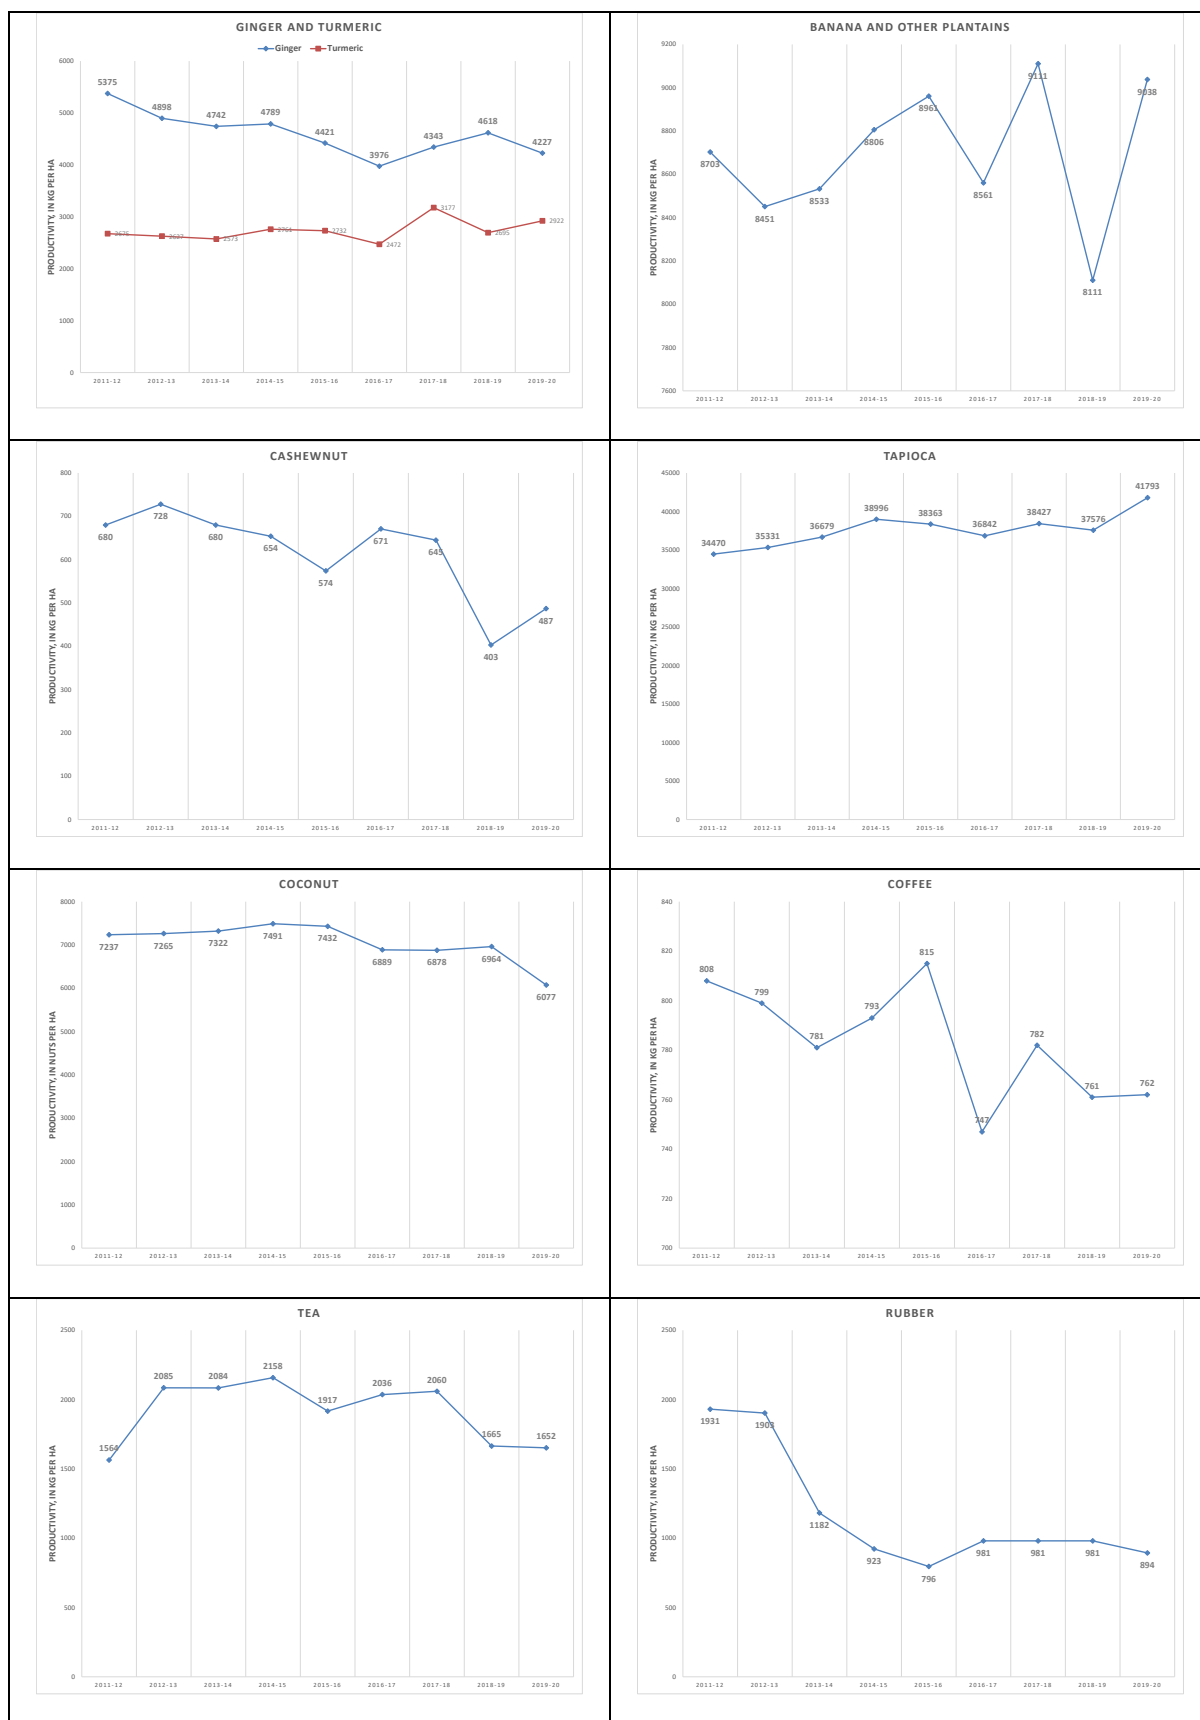 GINGER AND TURMERIC
Ginger Turmeric
PRODUCTIVITY, IN KG PER HA
6000
5000
4000
3000
2000
1000
0
5375 4898 4742 4789 4421 3976 4343 4618 4227
2675 2627 2573 2761 2732 2472 3177 2695 2922
2011-12 2012-13 2013-14 2014-15 2015-16 2016-17 2017-18 2018-19 2019-20
BANANA AND OTHER PLANTAINS
PRODUCTIVITY, IN KG PER HA
9200
9000
8800
8600
8400
8200
8000
7800
7600
8703 8451 8533 8806 8961 8561 9111 8111 9038
2011-12 2012-13 2013-14 2014-15 2015-16 2016-17 2017-18 2018-19 2019-20
CASHEWNUT
PRODUCTIVITY, IN KG PER HA
800
700
600
500
400
300
200
100
0
680 728 680 654 574 671 645 403 487
2011-12 2012-13 2013-14 2014-15 2015-16 2016-17 2017-18 2018-19 2019-20
TAPIOCA
PRODUCTIVITY, IN KG PER HA
45000
40000
35000
30000
25000
20000
15000
10000
5000
0
34470 35331 36679 38996 38363 36842 38427 37576 41793
2011-12 2012-13 2013-14 2014-15 2015-16 2016-17 2017-18 2018-19 2019-20
COCONUT
PRODUCTIVITY, IN NUTS PER HA
8000
7000
6000
5000
4000
3000
2000
1000
0
7237 7265 7322 7491 7432 6889 6878 6964 6077
2011-12 2012-13 2013-14 2014-15 2015-16 2016-17 2017-18 2018-19 2019-20
COFFEE
PRODUCTIVITY, IN KG PER HA
840
820
800
780
760
740
720
700
808 799 781 793 815 747 782 761 762
2011-12 2012-13 2013-14 2014-15 2015-16 2016-17 2017-18 2018-19 2019-20
TEA
PRODUCTIVITY, IN KG PER HA
2500
2000
1500
1000
500
0
1564 2085 2084 2158 1917 2036 2060 1665 1652
2011-12 2012-13 2013-14 2014-15 2015-16 2016-17 2017-18 2018-19 2019-20
RUBBER
PRODUCTIVITY, IN KG PER HA
2500
2000
1500
1000
500
0
1931 1903 1182 923 796 981 981 981 894
2011-12 2012-13 2013-14 2014-15 2015-16 2016-17 2017-18 2018-19 2019-20